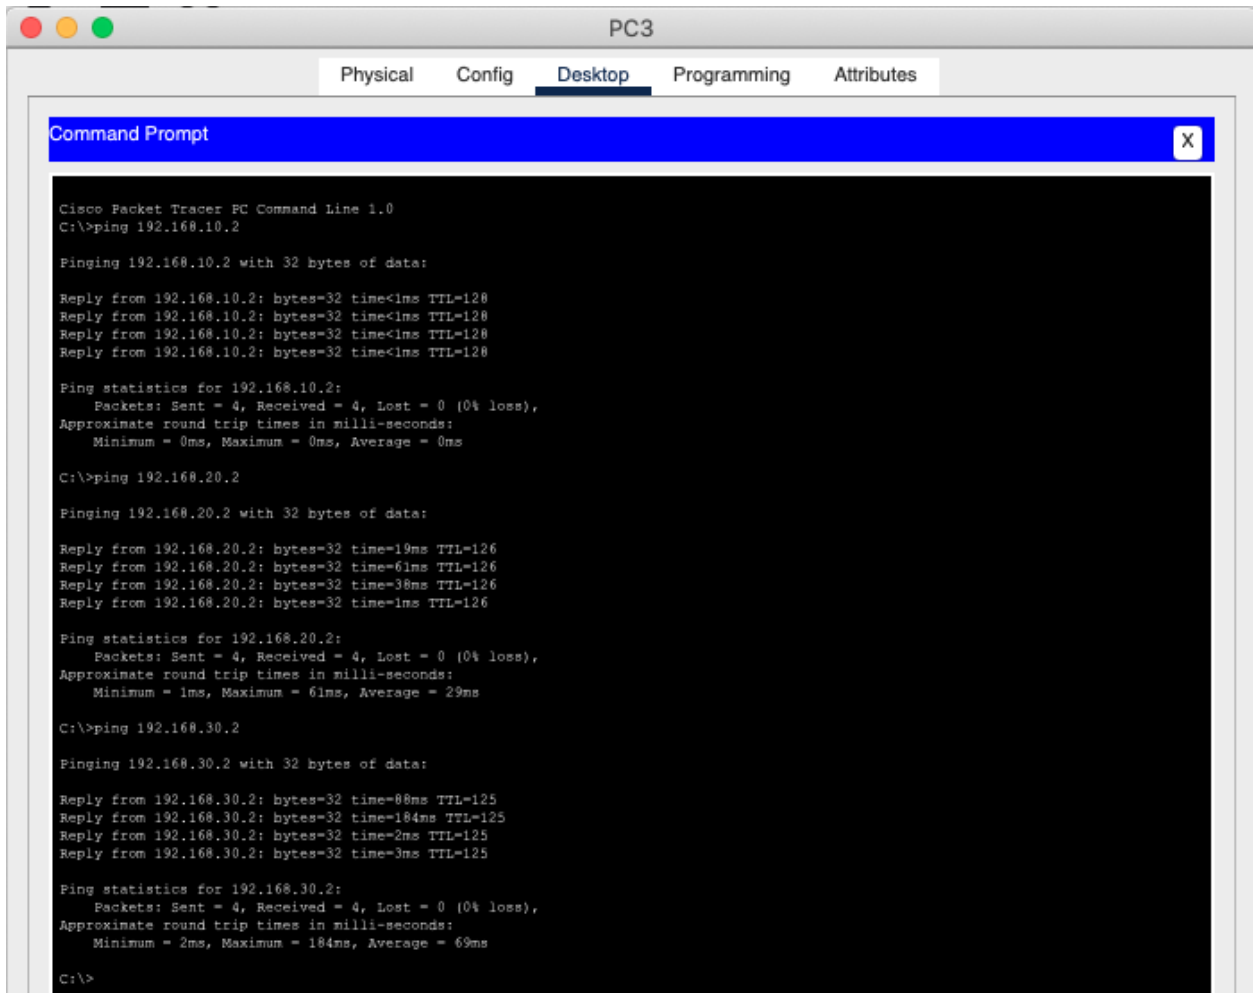 PC3
Physical Config Desktop Programming Attributes
Command Prompt
X
Cisco Packet Tracer PC Command Line 1.0
C:\>ping 192.168.10.2
Pinging 192.168.10.2 with 32 bytes of data:
Reply from 192.168.10.2: bytes=32 time<1ms TTL=128
Reply from 192.168.10.2: bytes=32 time<1ms TTL=128
Reply from 192.168.10.2: bytes=32 time<1ms TTL=128
Reply from 192.168.10.2: bytes=32 time<1ms TTL=128
Ping statistics for 192.168.10.2:
Packets: Sent = 4, Received = 4, Lost = 0 (0% loss),
Approximate round trip times in milli-seconds:
Minimum = 0ms, Maximum = 0ms, Average = 0ms
C:\>ping 192.168.20.2
Pinging 192.168.20.2 with 32 bytes of data:
Reply from 192.168.20.2: bytes=32 time=19ms TTL=126
Reply from 192.168.20.2: bytes=32 time=61ms TTL=126
Reply from 192.168.20.2: bytes=32 time=38ms TTL=126
Reply from 192.168.20.2: bytes=32 time=1ms TTL=126
Ping statistics for 192.168.20.2:
Packets: Sent = 4, Received = 4, Lost = 0 (0% loss),
Approximate round trip times in milli-seconds:
Minimum = 1ms, Maximum = 61ms, Average = 29ms
C:\>ping 192.168.30.2
Pinging 192.168.30.2 with 32 bytes of data:
Reply from 192.168.30.2: bytes=32 time=88ms TTL=125
Reply from 192.168.30.2: bytes=32 time=184ms TTL=125
Reply from 192.168.30.2: bytes=32 time=2ms TTL=125
Reply from 192.168.30.2: bytes=32 time=3ms TTL=125
Ping statistics for 192.168.30.2:
Packets: Sent = 4, Received = 4, Lost = 0 (0% loss),
Approximate round trip times in milli-seconds:
Minimum = 2ms, Maximum = 184ms, Average = 69ms
C:\>